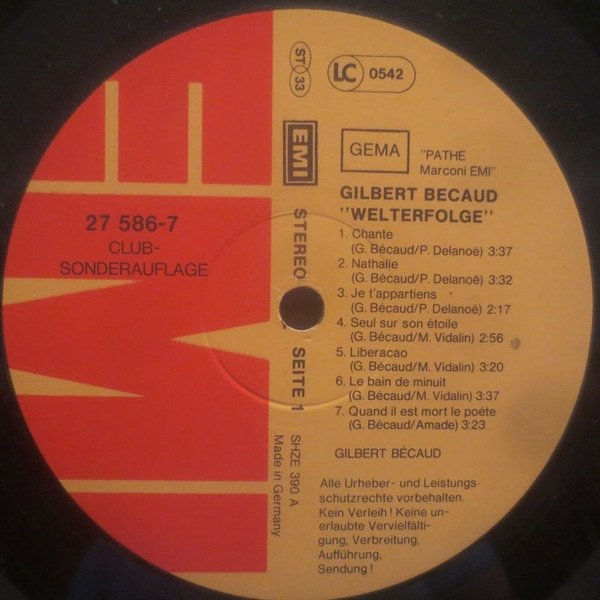 ST 33
LC 0542
EMI
GEMA
"PATHE
Marconi EMI"
GILBERT BECAUD
"WELTERFOLGE"
27 586-7
CLUB-
SONDERAUFLAGE
STEREO
SEITE 1
SHZE 390 A
Made in Germany
1. Chante
(G. Bécaud/P. Delanoë) 3:37
2. Nathalie
(G. Bécaud/P. Delanoë) 3:32
3. Je t'appartiens
(G. Bécaud/P. Delanoë) 2:17
4. Seul sur son étoile
(G. Bécaud/M. Vidalin) 2:56
5. Liberacao
(G. Bécaud/M. Vidalin) 3:20
6. Le bain de minuit
(G. Bécaud/M. Vidalin) 3:37
7. Quand il est mort le poéte
(G. Bécaud/Amade) 3:23
GILBERT BÉCAUD
Alle Urheber- und Leistungs-
schutzrechte vorbehalten.
Kein Verleih! Keine un-
erlaubte Vervielfälti-
gung, Verbreitung,
Aufführung,
Sendung!